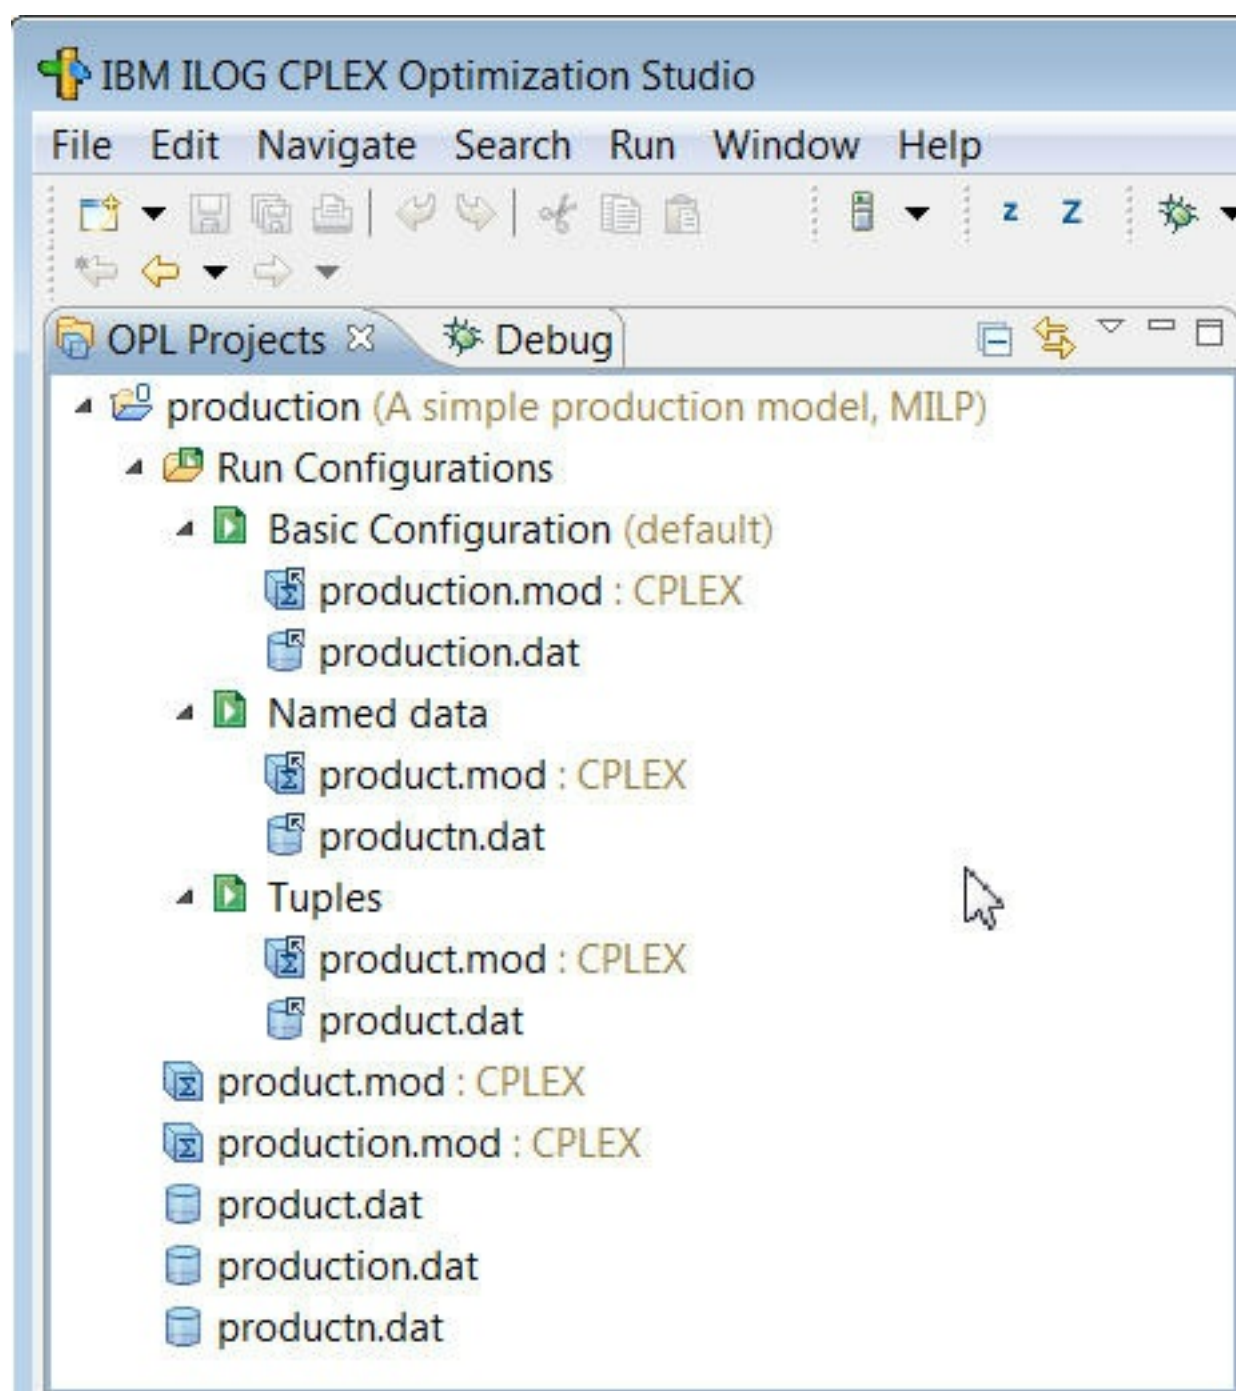 IBM ILOG CPLEX Optimization Studio
File Edit Navigate Search Run Window Help
z Z
OPL Projects Debug
production (A simple production model, MILP)
Run Configurations
Basic Configuration (default)
production.mod : CPLEX
production.dat
Named data
product.mod : CPLEX
productn.dat
Tuples
product.mod : CPLEX
product.dat
product.mod : CPLEX
production.mod : CPLEX
product.dat
production.dat
productn.dat